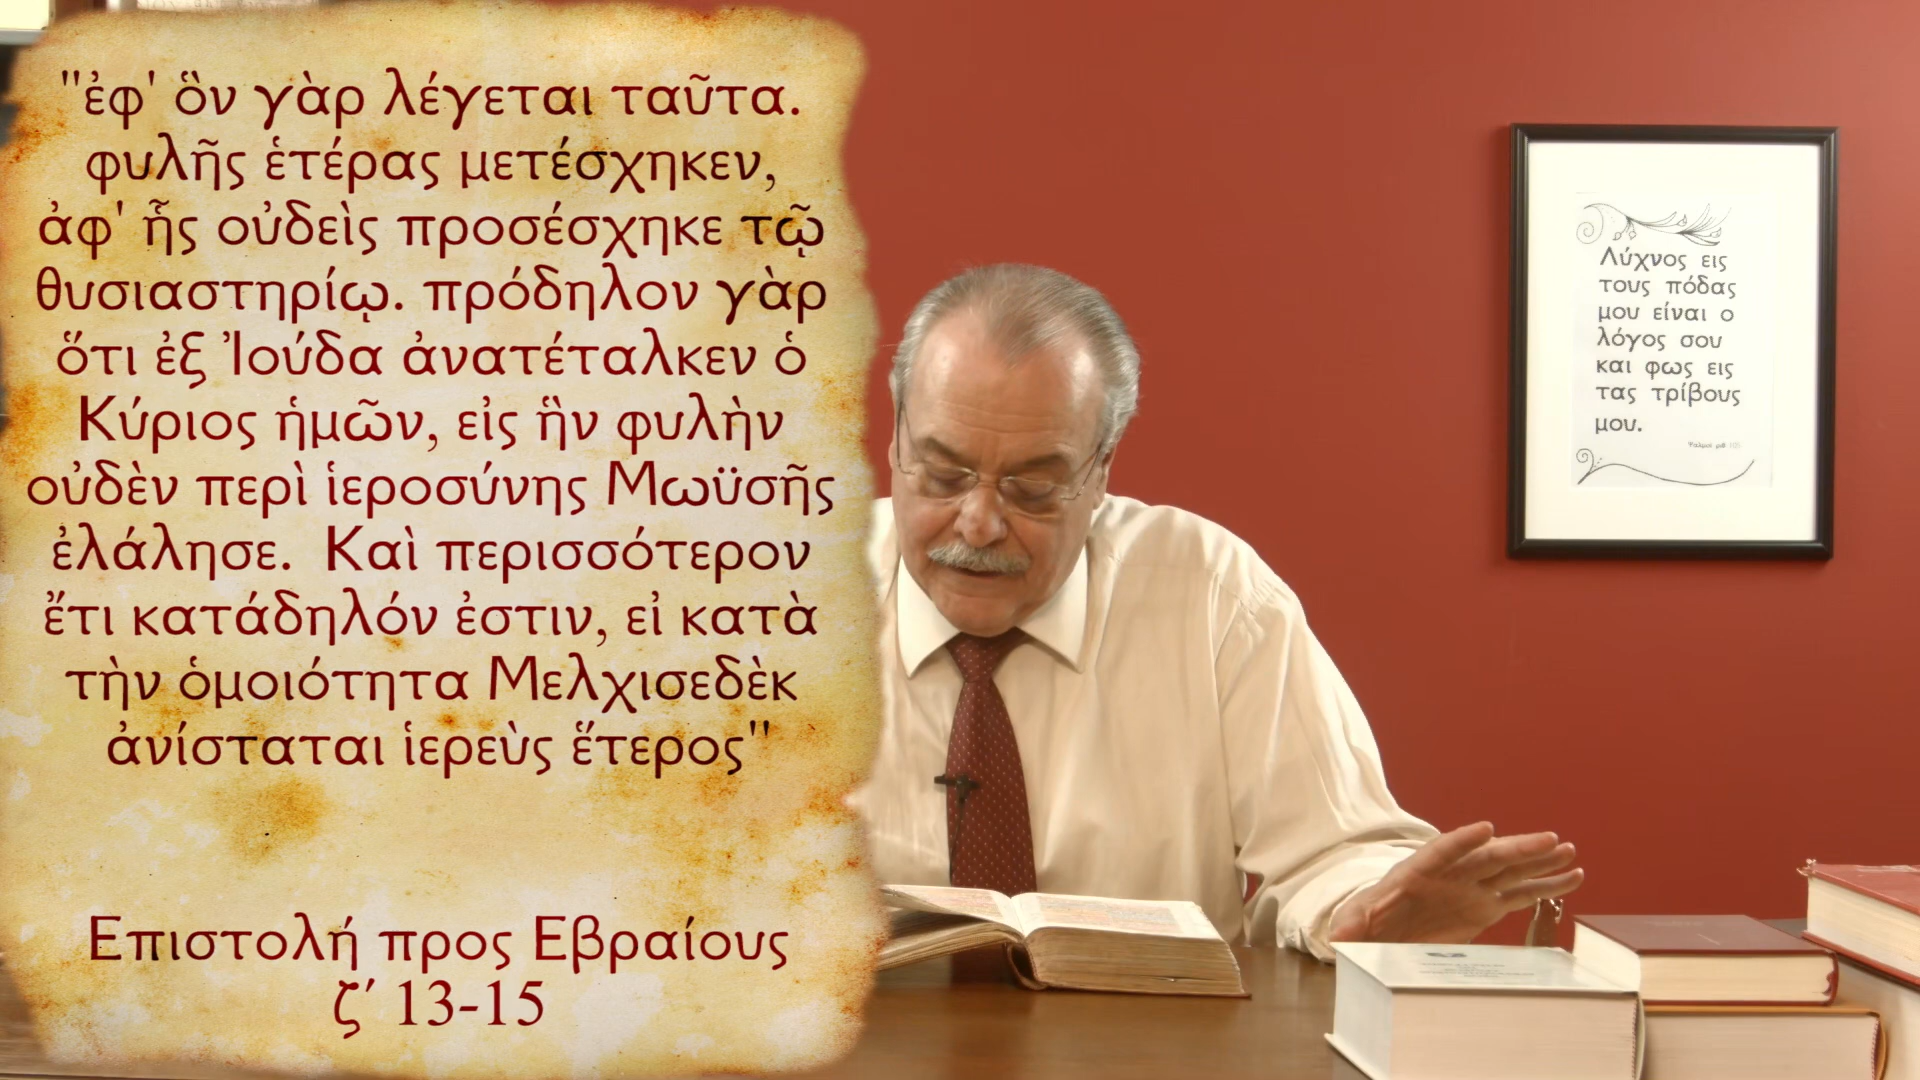 "ἐφ' ὃν γὰρ λέγεται ταῦτα.
φυλῆς ἑτέρας μετέσχηκεν,
ἀφ' ἧς οὐδεὶς προσέσχηκε τῷ
θυσιαστηρίῳ. πρόδηλον γὰρ
ὅτι ἐξ Ἰούδα ἀνατέταλκεν ὁ
Κύριος ἡμῶν, εἰς ἣν φυλὴν
οὐδὲν περὶ ἱεροσύνης Μωϋσῆς
ἐλάλησε. Καὶ περισσότερον
ἔτι κατάδηλόν ἐστιν, εἰ κατὰ
τὴν ὁμοιότητα Μελχισεδὲκ
ἀνίσταται ἱερεὺς ἕτερος"
Επιστολή προς Εβραίους
ζ΄ 13-15
Λύχνος εις
τους πόδας
μου είναι ο
λόγος σου
και φως εις
τας τρίβους
μου.
Ψαλμοί ριθ 105